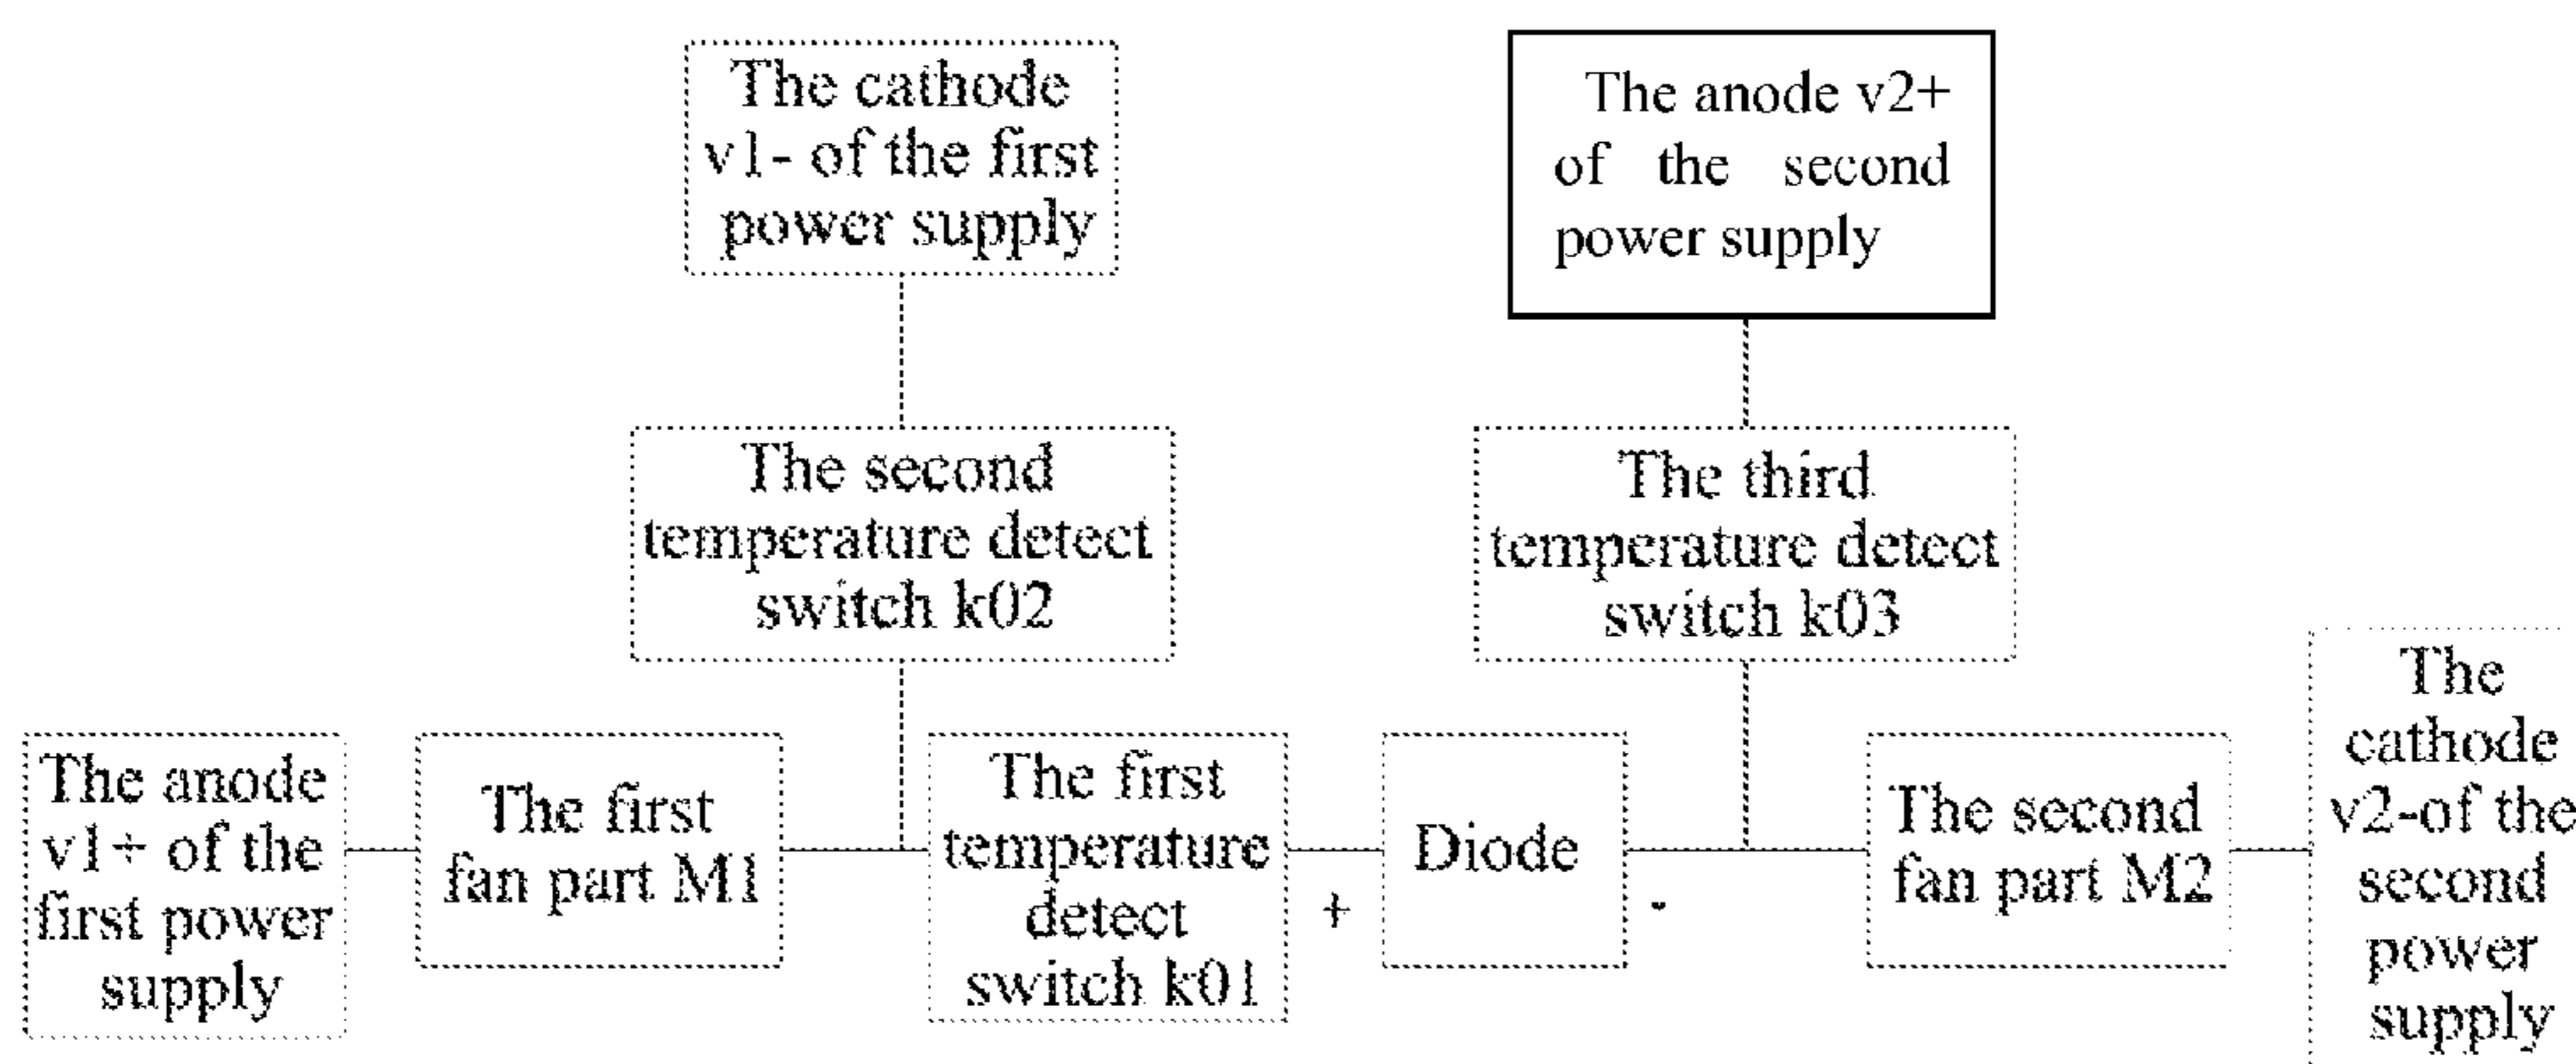 The cathode
v1- of the first
power supply
The anode v2+
of the second
power supply
The second
temperature detect
switch k02
The third
temperature detect
switch k03
The anode
v1+ of the
first power
supply
The first
fan part M1
The first
temperature
detect
switch k01
+
Diode
-
The second
fan part M2
The
cathode
v2-of the
second
power
supply